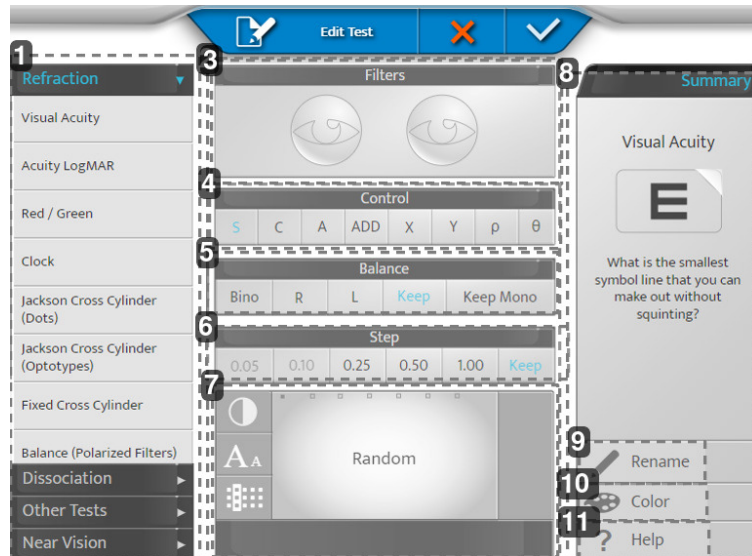 Edit Test
1
Refraction
Visual Acuity
Acuity LogMAR
Red / Green
Clock
Jackson Cross Cylinder
(Dots)
Jackson Cross Cylinder
(Optotypes)
Fixed Cross Cylinder
Balance (Polarized Filters)
Dissociation
Other Tests
Near Vision
3
Filters
4
Control
S C A ADD X Y ρ θ
5
Balance
Bino R L Keep Keep Mono
6
Step
0.05 0.10 0.25 0.50 1.00 Keep
7
AA
Random
8
Summary
Visual Acuity
E
What is the smallest
symbol line that you can
make out without
squinting?
9
Rename
10
Color
11
? Help